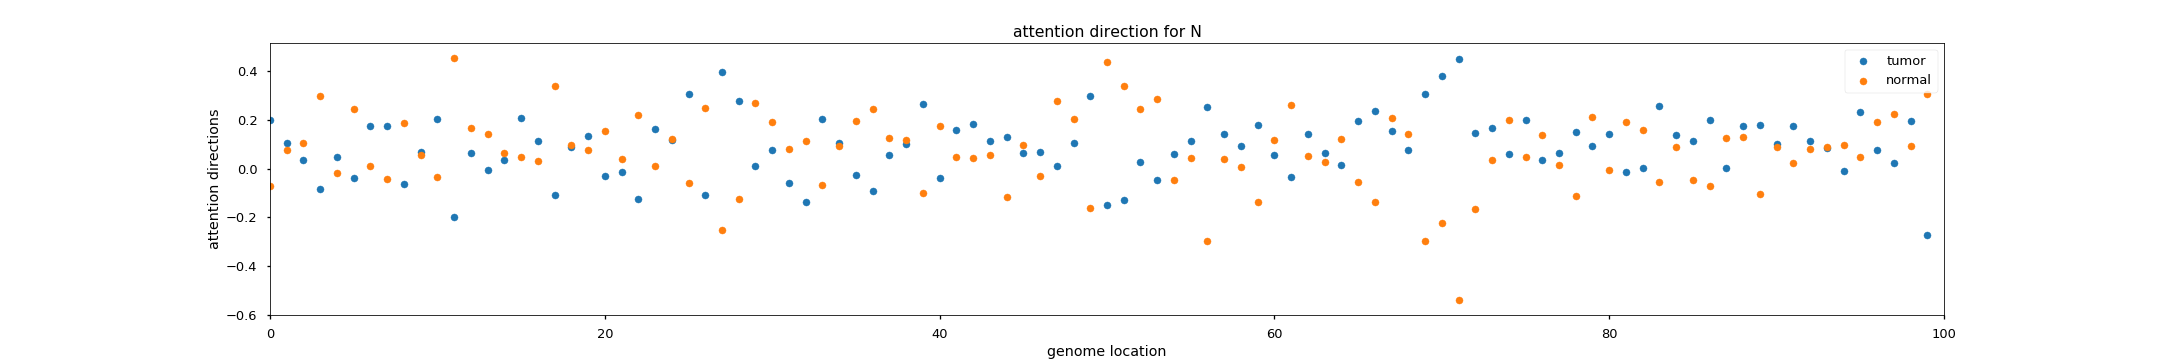 attention direction for N
tumor
normal
attention directions
0.4
0.2
0.0
−0.2
−0.4
−0.6
0 20 40 60 80 100
genome location